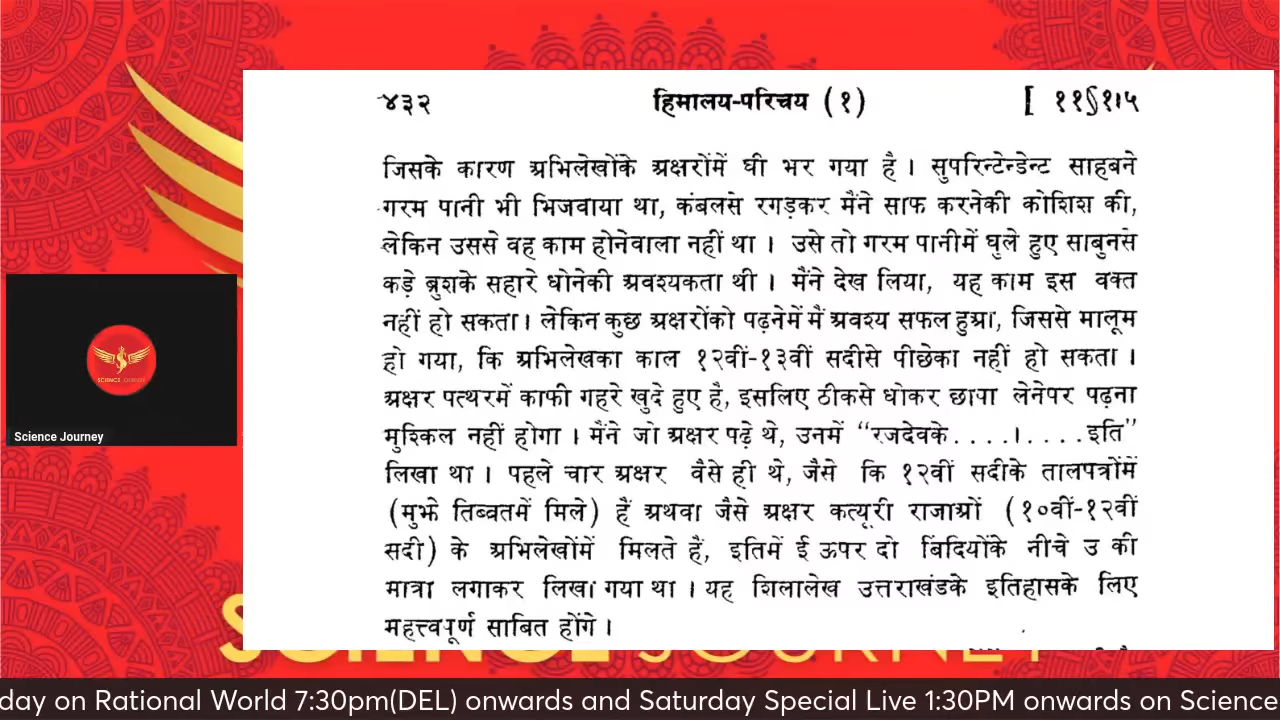 ४३२ हिमालय-परिचय (१) [ ११§१।५
जिसके कारण अभिलेखोंके अक्षरोंमें घी भर गया है । सुपरिन्टेन्डेन्ट साहबने
गरम पानी भी भिजवाया था, कंबलसे रगड़कर मैंने साफ करनेकी कोशिश की,
लेकिन उससे वह काम होनेवाला नहीं था । उसे तो गरम पानीमें घुले हुए साबुनसे
कड़े ब्रुशके सहारे धोनेकी अवश्यकता थी । मैंने देख लिया, यह काम इस वक्त
नहीं हो सकता। लेकिन कुछ अक्षरोंको पढ़नेमें मैं अवश्य सफल हुआ, जिससे मालूम
हो गया, कि अभिलेखका काल १२वीं-१३वीं सदीसे पीछेका नहीं हो सकता ।
अक्षर पत्थरमें काफी गहरे खुदे हुए है, इसलिए ठीकसे धोकर छापा लेनेपर पढ़ना
मुश्किल नहीं होगा । मैंने जो अक्षर पढ़े थे, उनमें “रजदेवके....।....इति”
लिखा था । पहले चार अक्षर वैसे ही थे, जैसे कि १२वीं सदीके तालपत्रोंमें
(मुझे तिब्बतमें मिले) हैं अथवा जैसे अक्षर कत्यूरी राजाओं (१०वीं-१२वीं
सदी) के अभिलेखोंमें मिलते हैं, इतिमें ई ऊपर दो बिंदियोंके नीचे उ की
मात्रा लगाकर लिखा गया था । यह शिलालेख उत्तराखंडके इतिहासके लिए
महत्त्वपूर्ण साबित होंगे ।
SCIENCE JOURNEY
Science Journey
SCIENCE JOURNEY
day on Rational World 7:30pm(DEL) onwards and Saturday Special Live 1:30PM onwards on Science